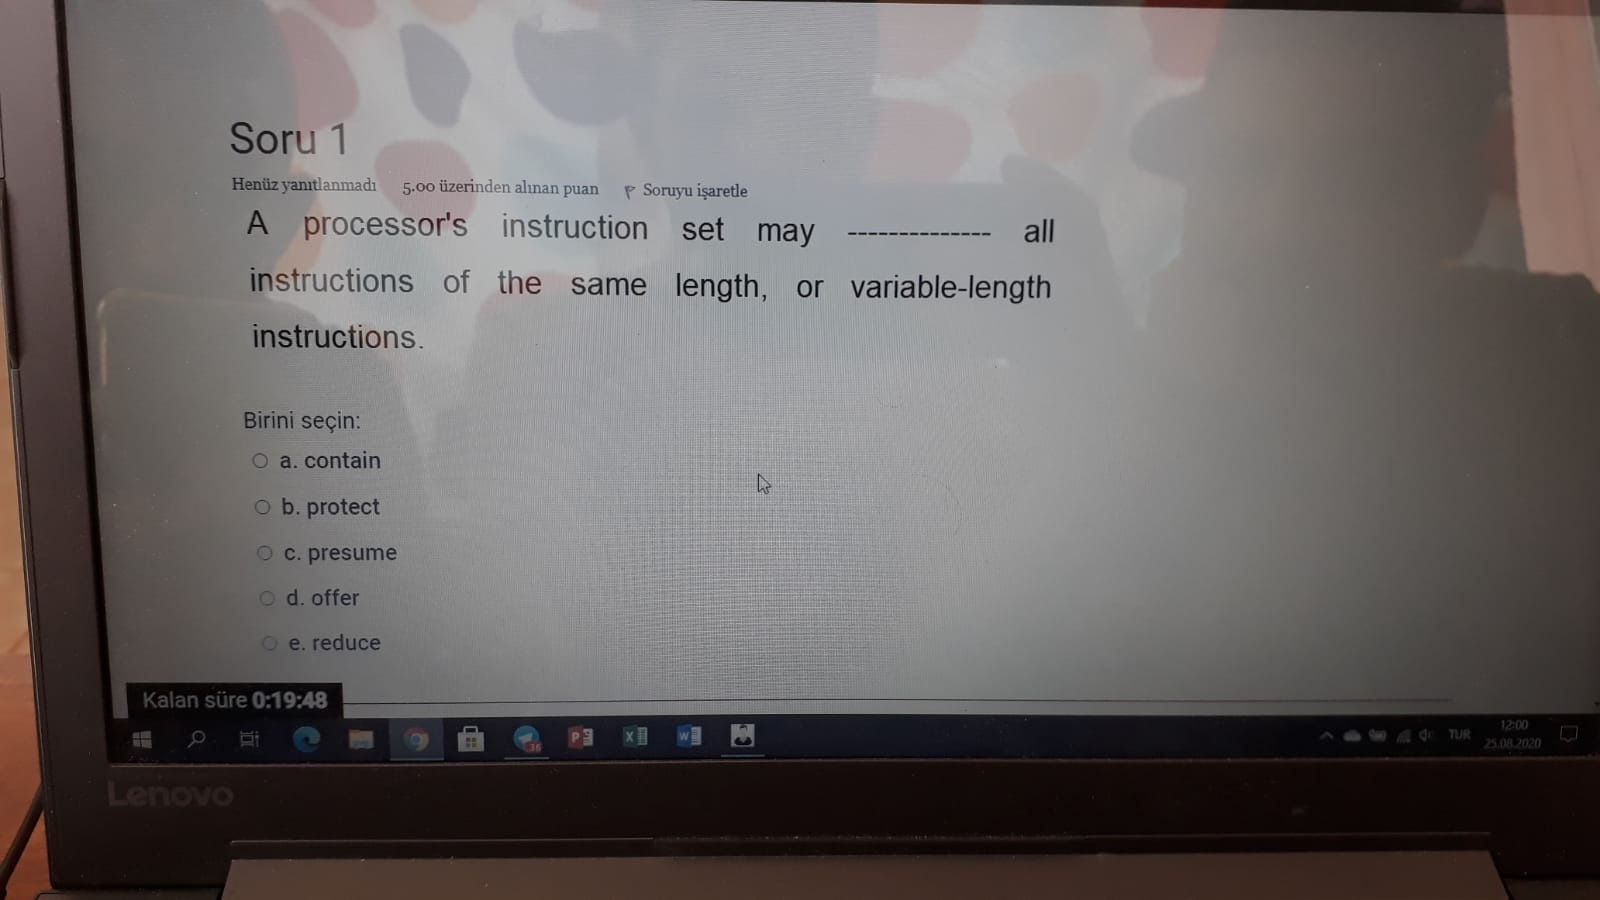 Soru 1
Henüz yanıtlanmadı 5.00 üzerinden alınan puan Soruyu işaretle
A processor's instruction set may -------------- all
instructions of the same length, or variable-length
instructions.
Birini seçin:
a. contain
b. protect
c. presume
d. offer
e. reduce
Kalan süre 0:19:48
36
TUR
12:00
25.08.2020
Lenovo